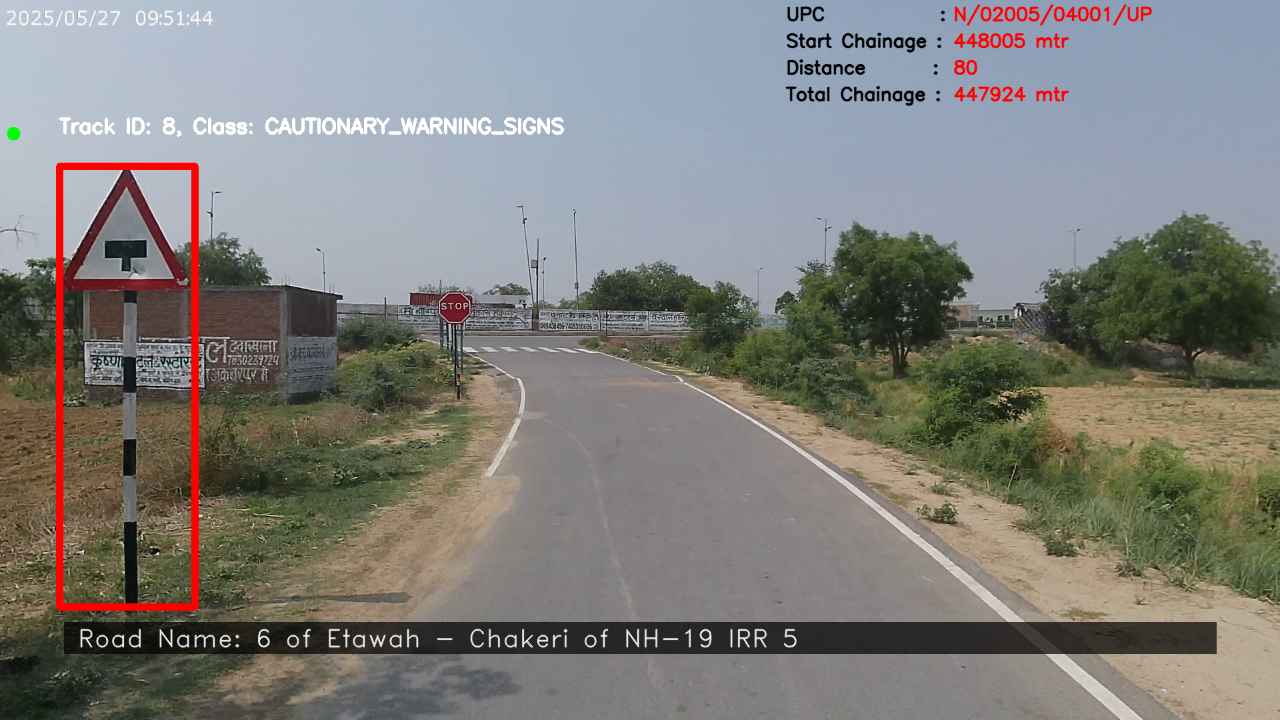 2025/05/27 09:51:44
UPC : N/02005/04001/UP
Start Chainage : 448005 mtr
Distance : 80
Total Chainage : 447924 mtr
Track ID: 8, Class: CAUTIONARY_WARNING_SIGNS
STOP
कृष्णा
Road Name: 6 of Etawah - Chakeri of NH-19 IRR 5